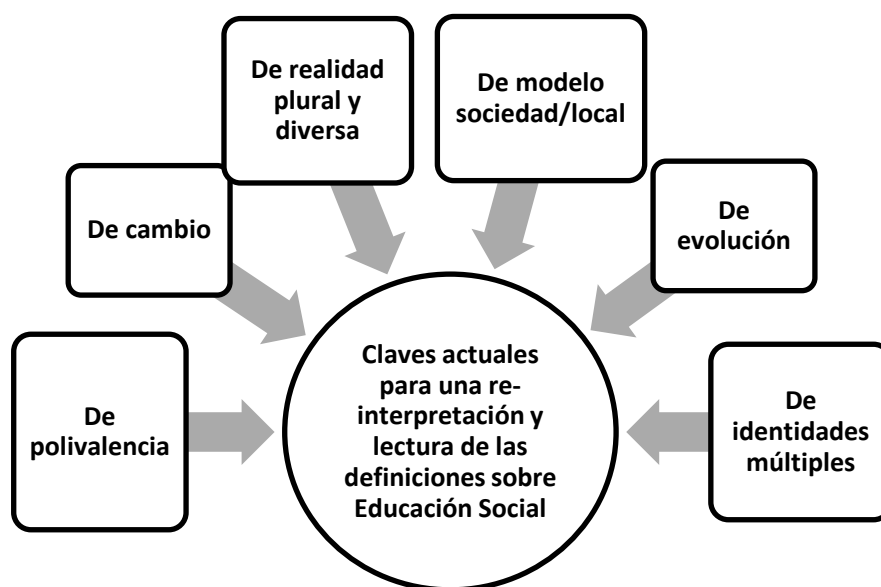 De realidad
plural y
diversa
De modelo
sociedad/local
De cambio
De
evolución
De
polivalencia
Claves actuales
para una re-
interpretación y
lectura de las
definiciones sobre
Educación Social
De
identidades
múltiples